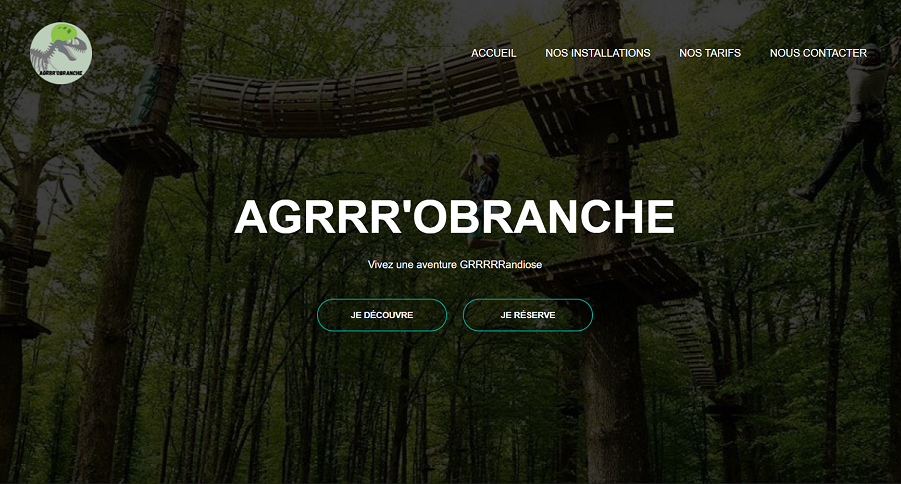 AGRRR'OBRANCHE
ACCUEIL NOS INSTALLATIONS NOS TARIFS NOUS CONTACTER
AGRRR'OBRANCHE
Vivez une aventure GRRRRRandiose
JE DÉCOUVRE JE RÉSERVE